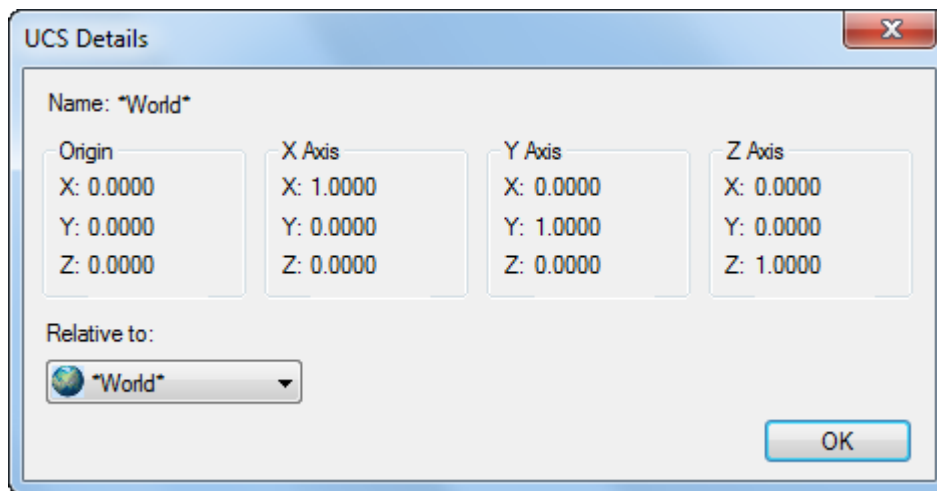 UCS Details
Name: *World*
Origin X Axis Y Axis Z Axis
X: 0.0000 X: 1.0000 X: 0.0000 X: 0.0000
Y: 0.0000 Y: 0.0000 Y: 1.0000 Y: 0.0000
Z: 0.0000 Z: 0.0000 Z: 0.0000 Z: 1.0000
Relative to:
*World*
OK